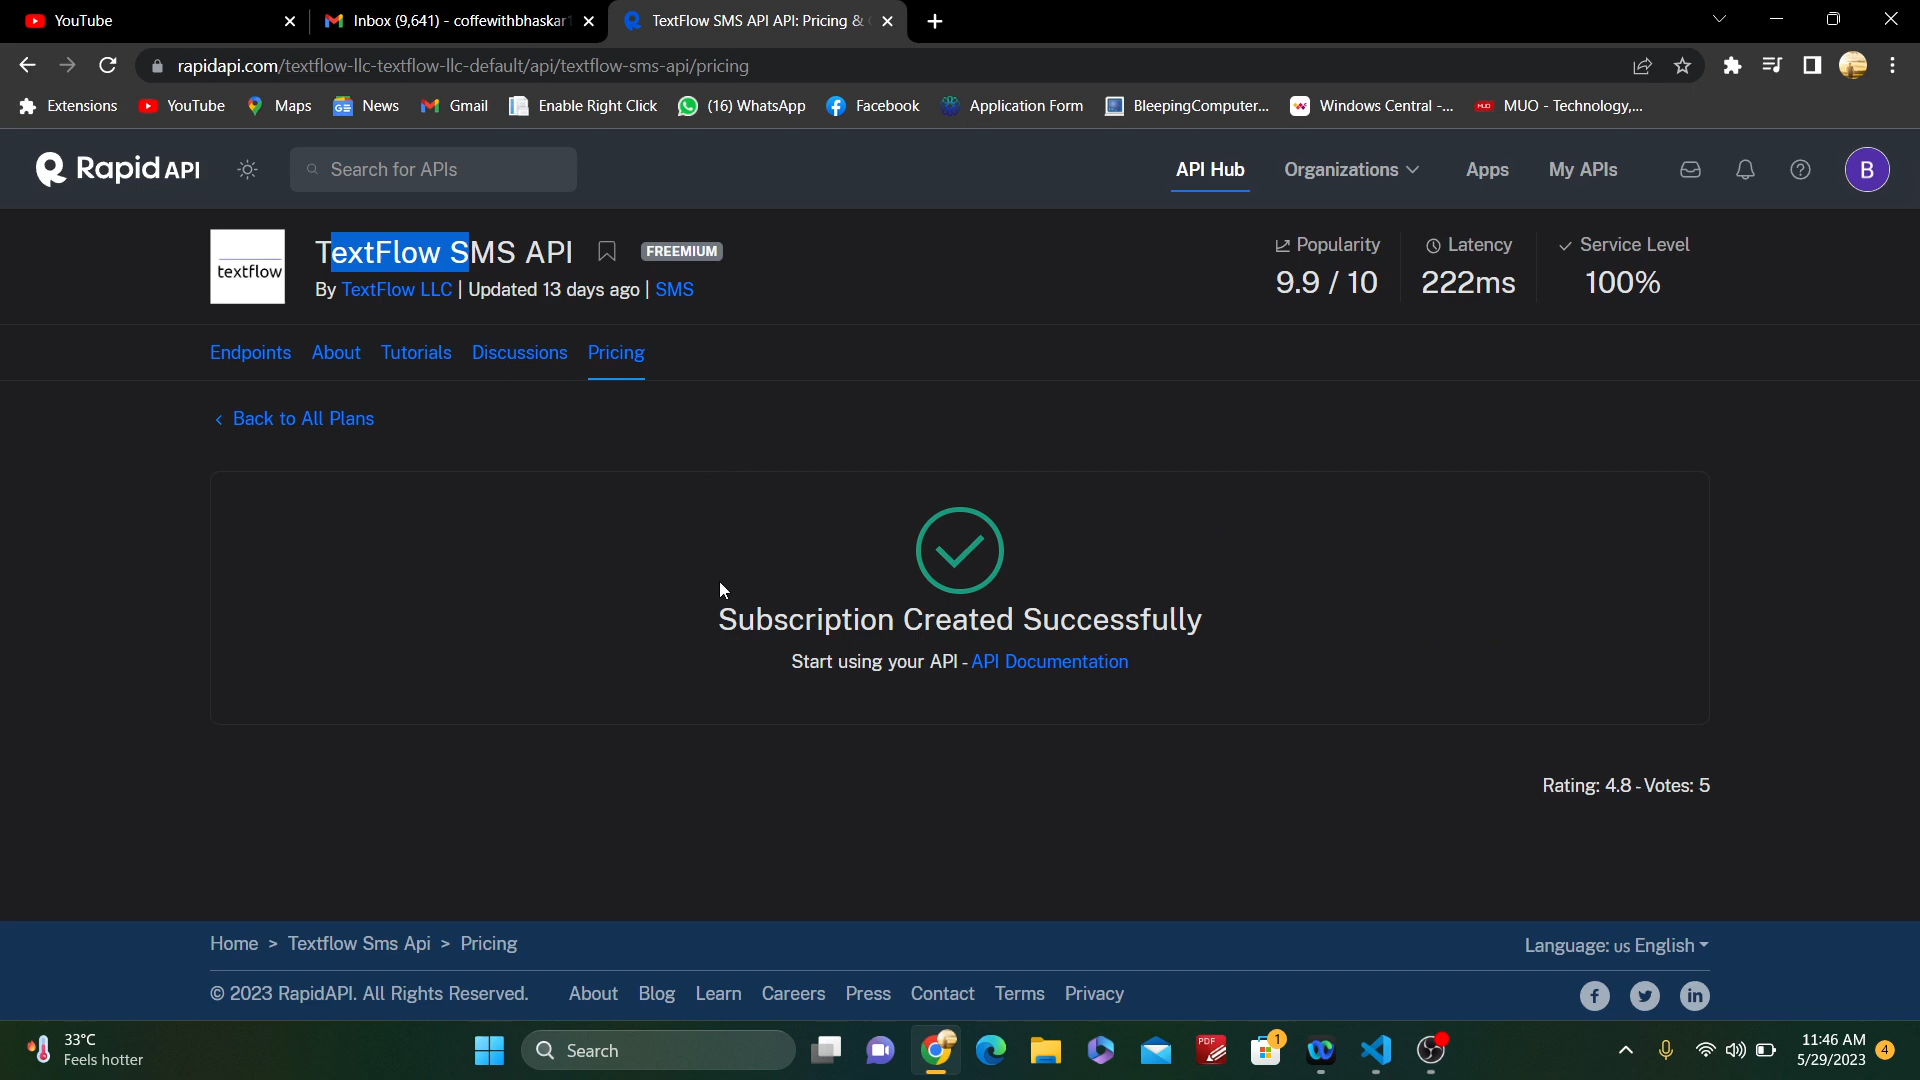 YouTube
Inbox (9,641) - coffewithbhaskar1
TextFlow SMS API API: Pricing &
rapidapi.com/textflow-llc-textflow-llc-default/api/textflow-sms-api/pricing
Extensions YouTube Maps News Gmail Enable Right Click (16) WhatsApp Facebook Application Form BleepingComputer... Windows Central -... MUO - Technology,...
Rapid API Search for APIs API Hub Organizations Apps My APIs B
textflow
TextFlow SMS API FREEMIUM
By TextFlow LLC | Updated 13 days ago | SMS
Popularity Latency Service Level
9.9 / 10 222ms 100%
Endpoints About Tutorials Discussions Pricing
< Back to All Plans
Subscription Created Successfully
Start using your API - API Documentation
Rating: 4.8 - Votes: 5
Home > Textflow Sms Api > Pricing
Language: us English
© 2023 RapidAPI. All Rights Reserved. About Blog Learn Careers Press Contact Terms Privacy
33°C
Feels hotter
Search
PDF
1
11:46 AM
5/29/2023
4